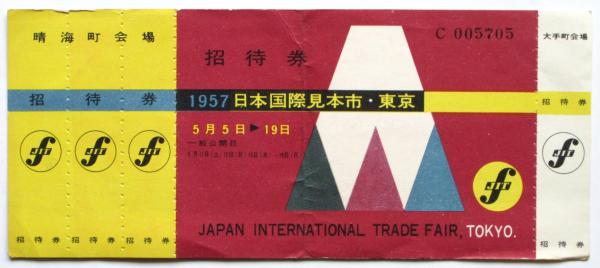 晴海町会場
招待券
招待券
招待券
招待券
C 005705
招待券
1957 日本国際見本市・東京
5月5日▶19日
一般公開日
JAPAN INTERNATIONAL TRADE FAIR, TOKYO.
大手町会場
招待券
招待券